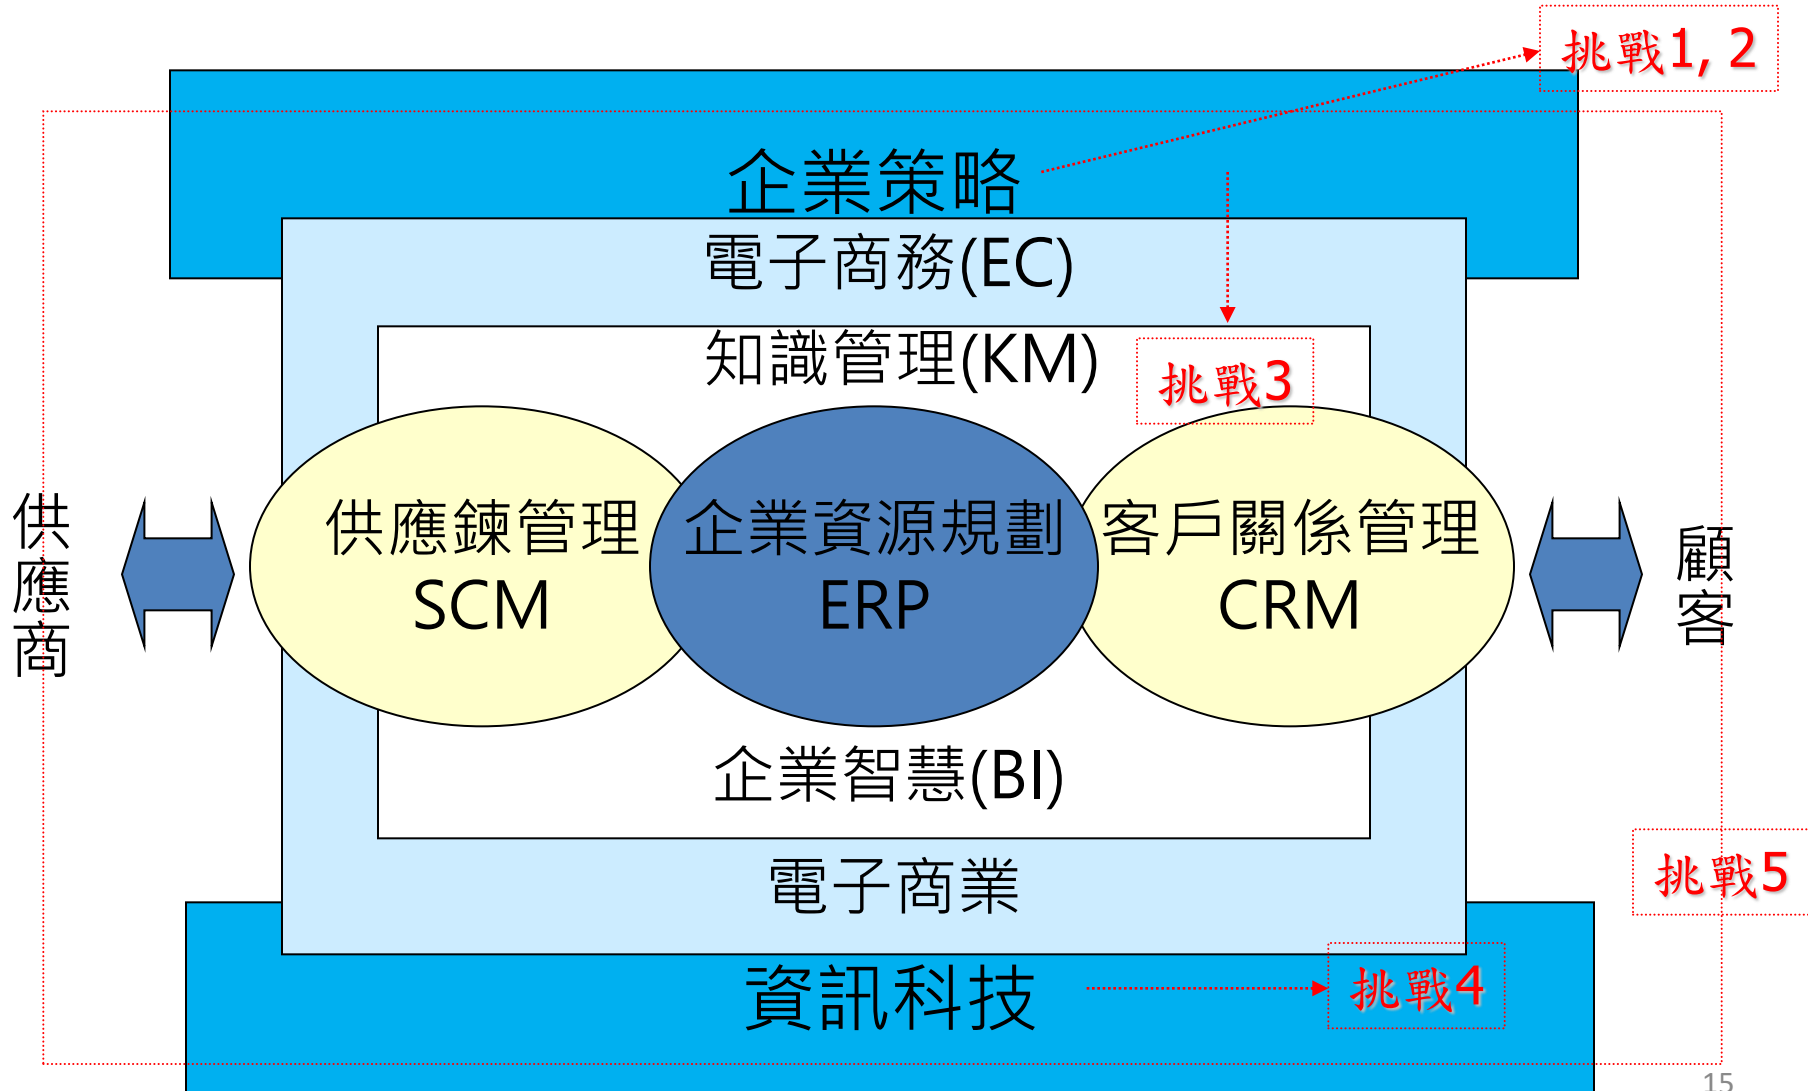 挑戰1, 2
企業策略
電子商務(EC)
知識管理(KM)
挑戰3
供應商
供應鍊管理
SCM
企業資源規劃
ERP
客戶關係管理
CRM
顧客
企業智慧(BI)
電子商業
挑戰5
資訊科技
挑戰4
15